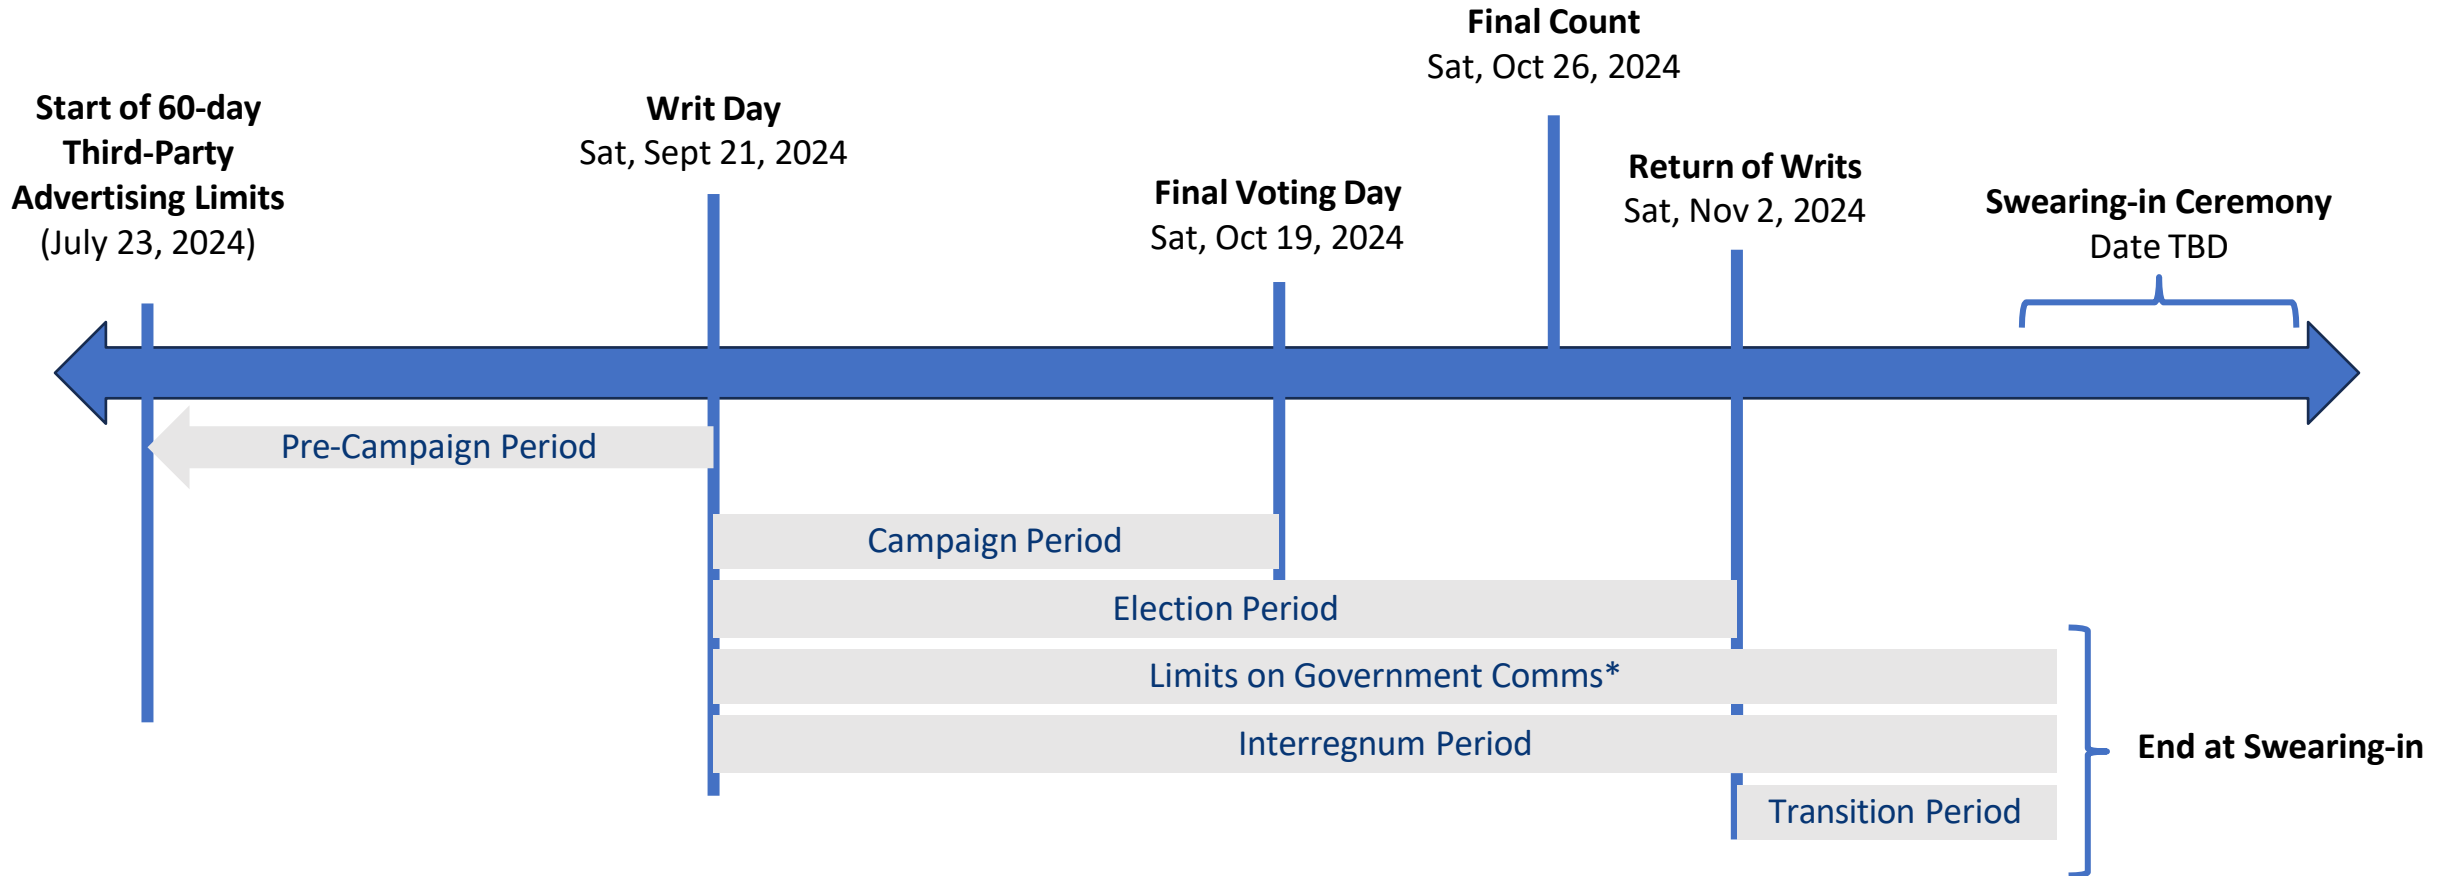 Final Count
Sat, Oct 26, 2024
Start of 60-day
Third-Party
Advertising Limits
(July 23, 2024)
Writ Day
Sat, Sept 21, 2024
Final Voting Day
Sat, Oct 19, 2024
Return of Writs
Sat, Nov 2, 2024
Swearing-in Ceremony
Date TBD
Pre-Campaign Period
Campaign Period
Election Period
Limits on Government Comms*
Interregnum Period
End at Swearing-in
Transition Period